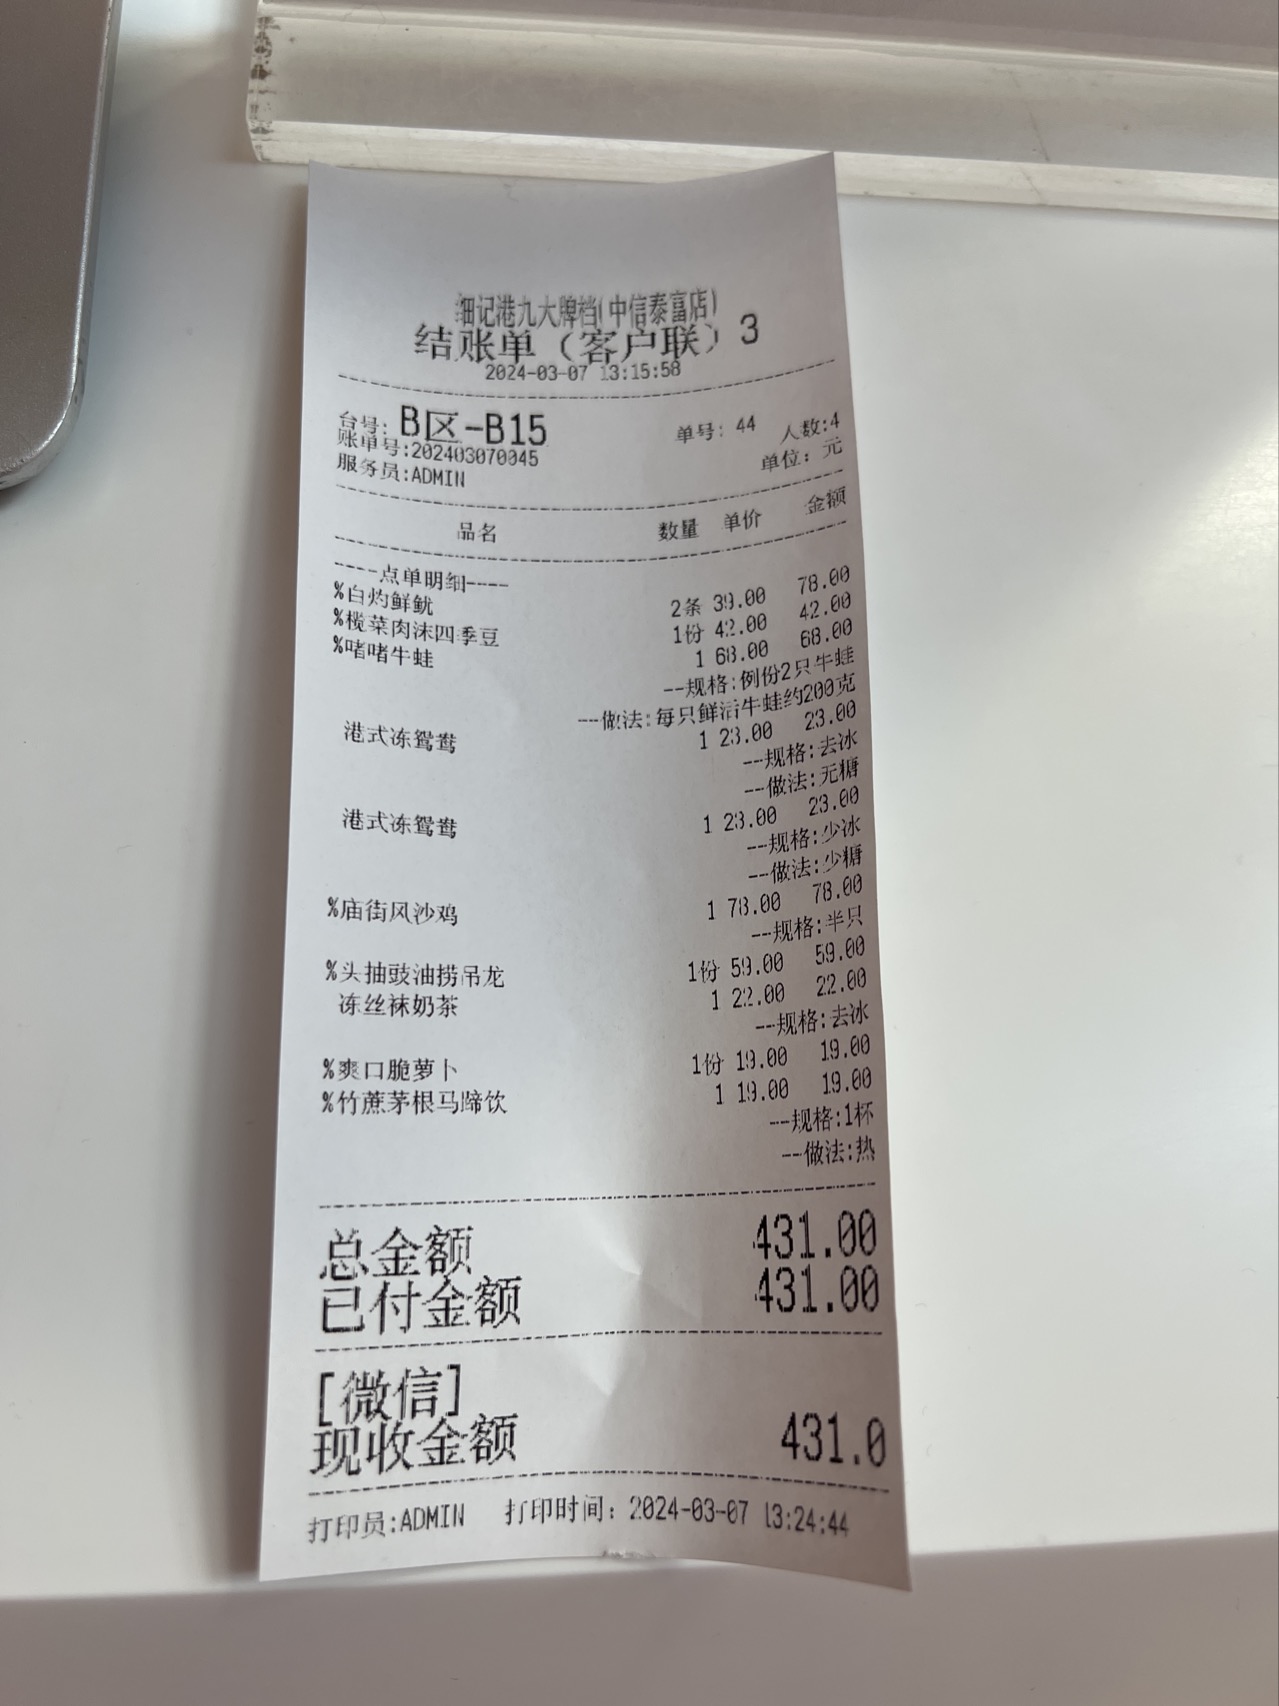 细记港九大牌档(中信泰富店)
结账单（客户联）3
2024-03-07 13:15:58
台号: B区-B15 单号: 44 人数:4
账单号:202403070045 单位: 元
服务员:ADMIN
品名 数量 单价 金额
-----点单明细-----
%白灼鲜鱿 2条 39.00 78.00
%榄菜肉沫四季豆 1份 42.00 42.00
%啫啫牛蛙 1 68.00 68.00
---规格:例份2只牛蛙
---做法:每只鲜活牛蛙约200克
港式冻鸳鸯 1 23.00 23.00
---规格:去冰
---做法:无糖
港式冻鸳鸯 1 23.00 23.00
---规格:少冰
---做法:少糖
%庙街风沙鸡 1 78.00 78.00
---规格:半只
%头抽豉油捞吊龙 1份 59.00 59.00
冻丝袜奶茶 1 22.00 22.00
---规格:去冰
%爽口脆萝卜 1份 19.00 19.00
%竹蔗茅根马蹄饮 1 19.00 19.00
---规格:1杯
---做法:热
总金额 431.00
已付金额 431.00
[微信]
现收金额 431.0
打印员:ADMIN 打印时间: 2024-03-07 13:24:44